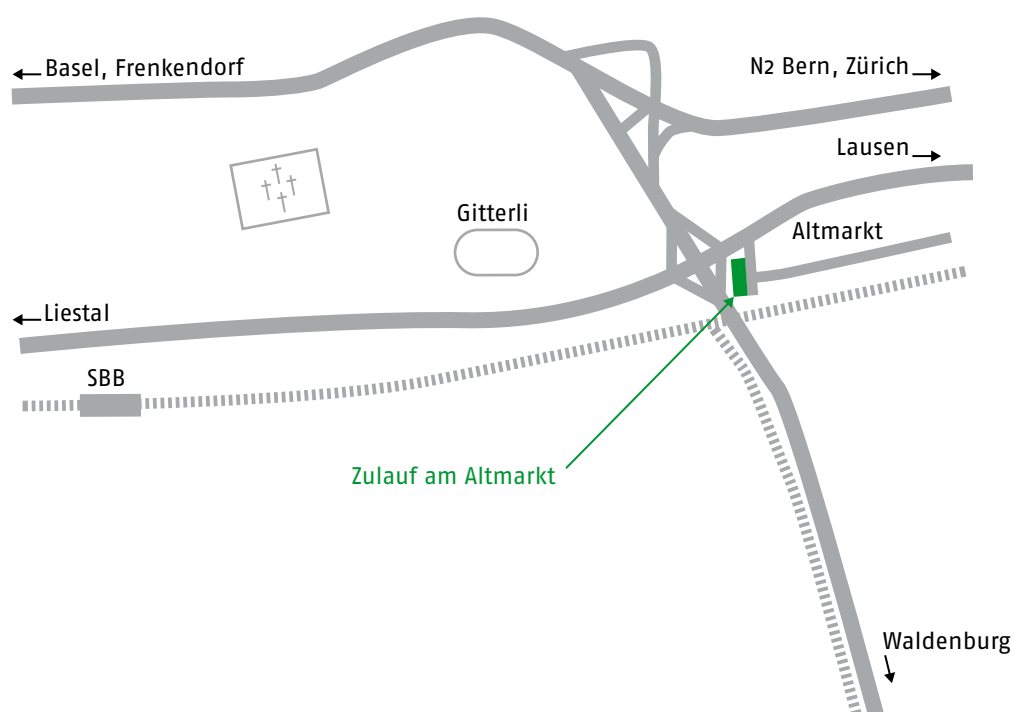 Basel, Frenkendorf
N2 Bern, Zürich
Lausen
Gitterli
Altmarkt
Liestal
SBB
Zulauf am Altmarkt
Waldenburg